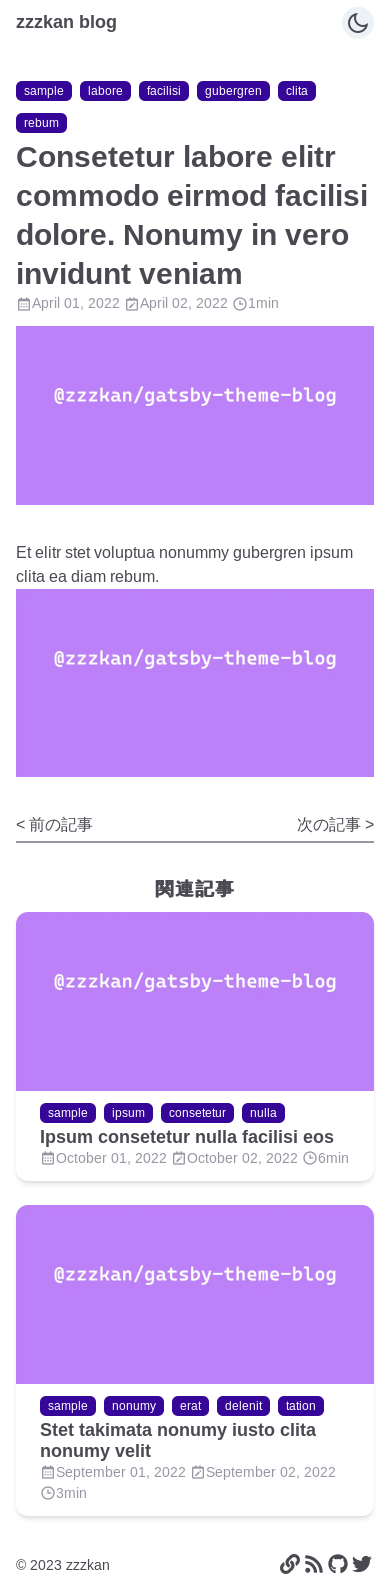 zzzkan blog
sample labore facilisi gubergren clita
rebum
Consetetur labore elitr
commodo eirmod facilisi
dolore. Nonumy in vero
invidunt veniam
April 01, 2022 April 02, 2022 1min
@zzzkan/gatsby-theme-blog
Et elitr stet voluptua nonummy gubergren ipsum
clita ea diam rebum.
@zzzkan/gatsby-theme-blog
< 前の記事 次の記事 >
関連記事
@zzzkan/gatsby-theme-blog
sample ipsum consetetur nulla
Ipsum consetetur nulla facilisi eos
October 01, 2022 October 02, 2022 6min
@zzzkan/gatsby-theme-blog
sample nonumy erat delenit tation
Stet takimata nonumy iusto clita
nonumy velit
September 01, 2022 September 02, 2022
3min
© 2023 zzzkan